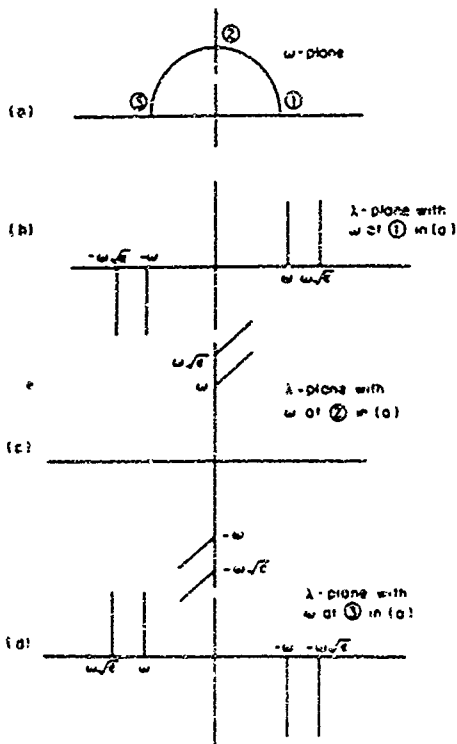 ②
ω-plane
(a)
③
①
λ-plane with
ω at ① in (a)
(b)
-ω√ε -ω
ω ω√ε
ω√ε
ω
λ-plane with
ω at ② in (a)
(c)
-ω
-ω√ε
λ-plane with
ω at ③ in (a)
(d)
ω√ε ω
-ω -ω√ε